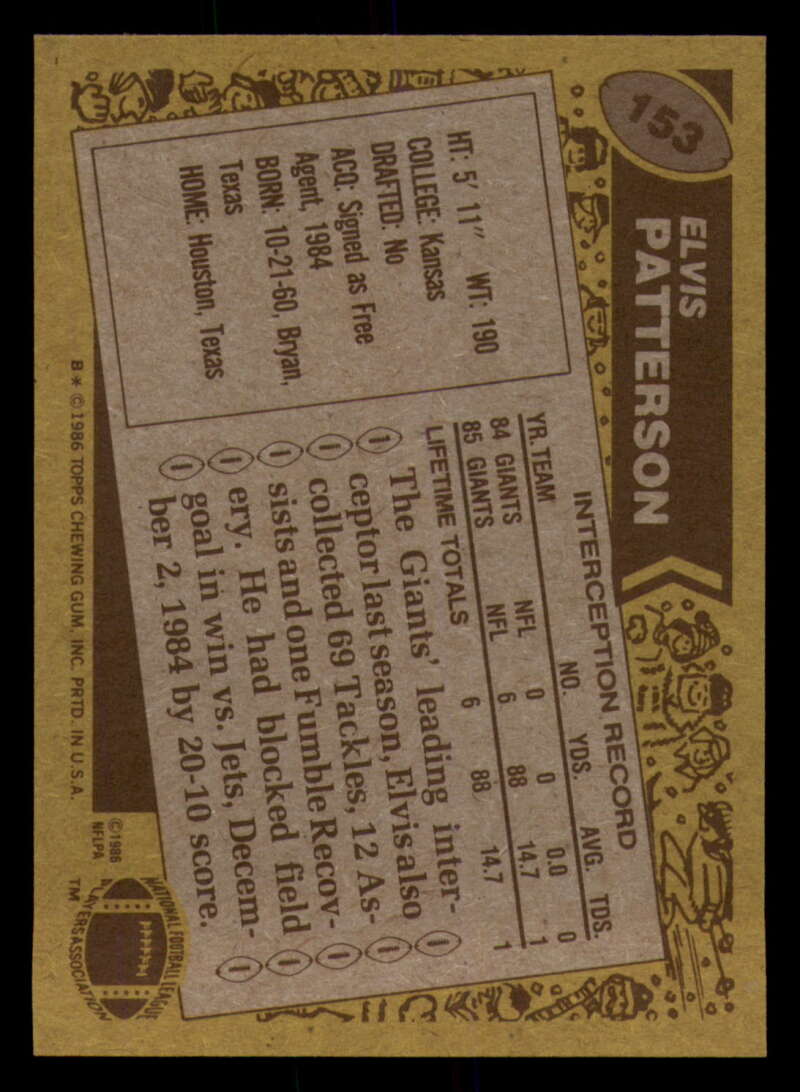 153
ELVIS
PATTERSON
HT: 5' 11" WT: 190
COLLEGE: Kansas
DRAFTED: No
ACQ: Signed as Free
Agent, 1984
BORN: 10-21-60, Bryan,
Texas
HOME: Houston, Texas
INTERCEPTION RECORD
YR. TEAM NO. YDS. AVG. TDS.
84 GIANTS NFL 0 0 0.0 0
85 GIANTS NFL 6 88 14.7 1
LIFETIME TOTALS 6 88 14.7 1
The Giants' leading inter-
ceptor last season, Elvis also
collected 69 Tackles, 12 As-
sists and one Fumble Recov-
ery. He had blocked field
goal in win vs. Jets, Decem-
ber 2, 1984 by 20-10 score.
B * © 1986 TOPPS CHEWING GUM, INC. PRTD. IN U.S.A.
© 1986
NFLPA
NATIONAL FOOTBALL LEAGUE
PLAYERS ASSOCIATION
TM